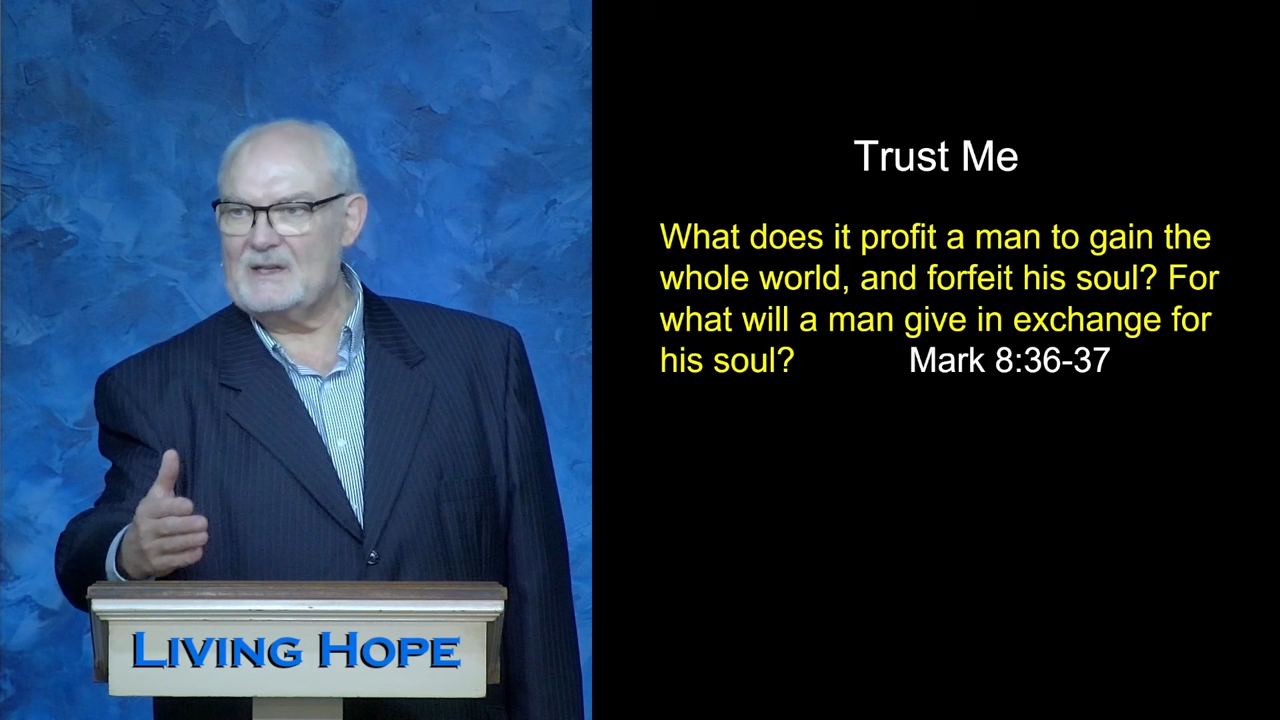 Trust Me
What does it profit a man to gain the
whole world, and forfeit his soul? For
what will a man give in exchange for
his soul? Mark 8:36-37
LIVING HOPE